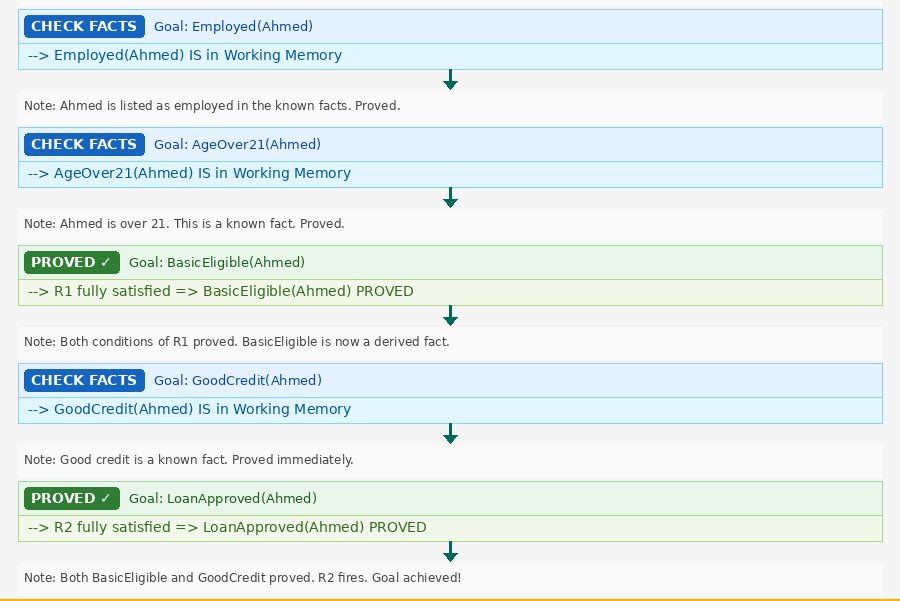 CHECK FACTS Goal: Employed(Ahmed)
--> Employed(Ahmed) IS in Working Memory
Note: Ahmed is listed as employed in the known facts. Proved.
CHECK FACTS Goal: AgeOver21(Ahmed)
--> AgeOver21(Ahmed) IS in Working Memory
Note: Ahmed is over 21. This is a known fact. Proved.
PROVED ✓ Goal: BasicEligible(Ahmed)
--> R1 fully satisfied => BasicEligible(Ahmed) PROVED
Note: Both conditions of R1 proved. BasicEligible is now a derived fact.
CHECK FACTS Goal: GoodCredit(Ahmed)
--> GoodCredit(Ahmed) IS in Working Memory
Note: Good credit is a known fact. Proved immediately.
PROVED ✓ Goal: LoanApproved(Ahmed)
--> R2 fully satisfied => LoanApproved(Ahmed) PROVED
Note: Both BasicEligible and GoodCredit proved. R2 fires. Goal achieved!